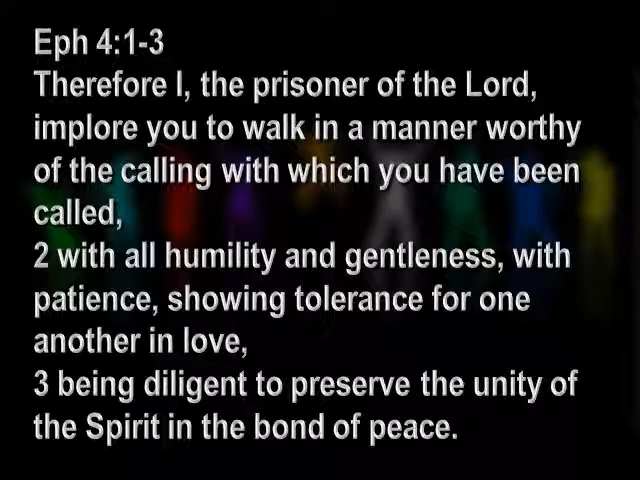 Eph 4:1-3
Therefore I, the prisoner of the Lord,
implore you to walk in a manner worthy
of the calling with which you have been
called,
2 with all humility and gentleness, with
patience, showing tolerance for one
another in love,
3 being diligent to preserve the unity of
the Spirit in the bond of peace.